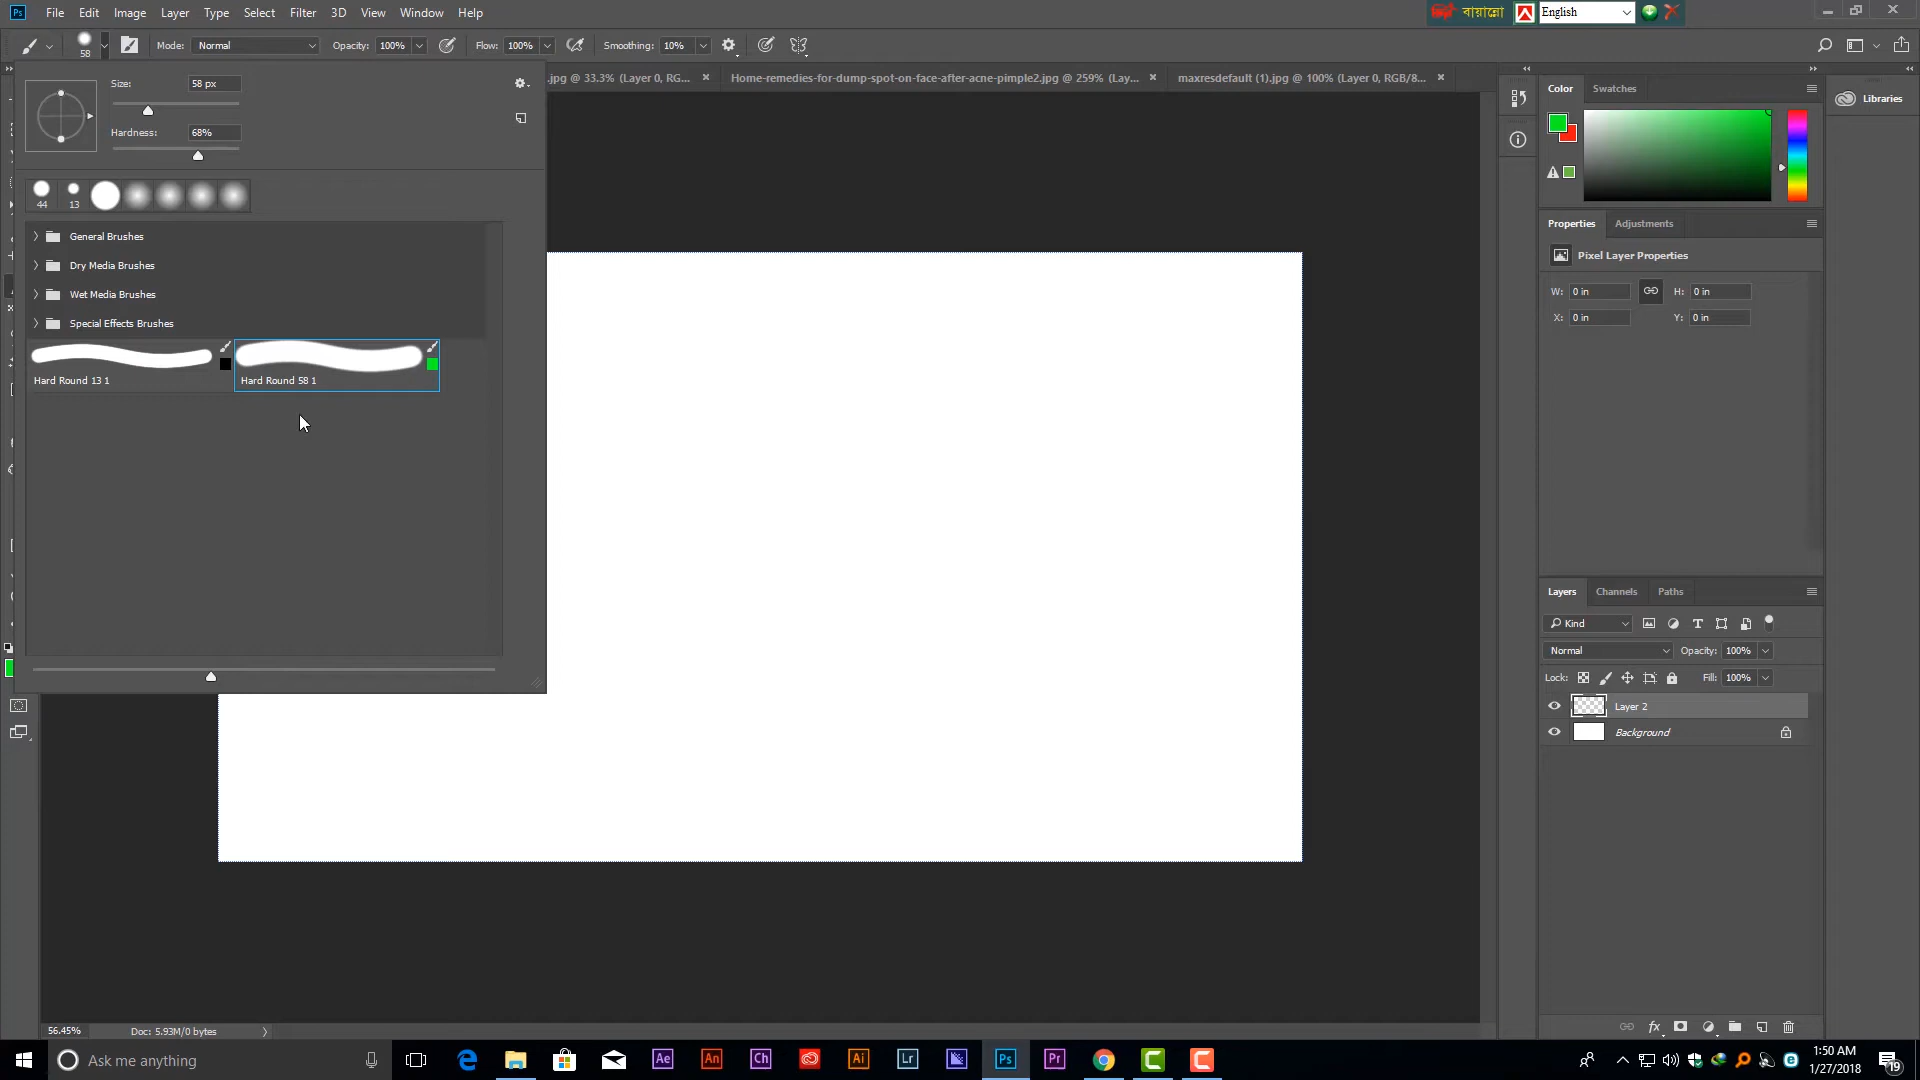 Ps File Edit Image Layer Type Select Filter 3D View Window Help
বায়ান্নো English
58 Mode: Normal Opacity: 100% Flow: 100% Smoothing: 10%
.jpg @ 33.3% (Layer 0, RG... × Home-remedies-for-dump-spot-on-face-after-acne-pimple2.jpg @ 259% (Lay... × maxresdefault (1).jpg @ 100% (Layer 0, RGB/8... ×
Size: 58 px
Hardness: 68%
44 13
General Brushes
Dry Media Brushes
Wet Media Brushes
Special Effects Brushes
Hard Round 13 1 Hard Round 58 1
Color Swatches
Libraries
Properties Adjustments
Pixel Layer Properties
W: 0 in H: 0 in
X: 0 in Y: 0 in
Layers Channels Paths
Kind
Normal Opacity: 100%
Lock: Fill: 100%
Layer 2
Background
56.45% Doc: 5.93M/0 bytes
Ask me anything
Ae An Ch Ai Lr Ps Pr
1:50 AM
1/27/2018
19